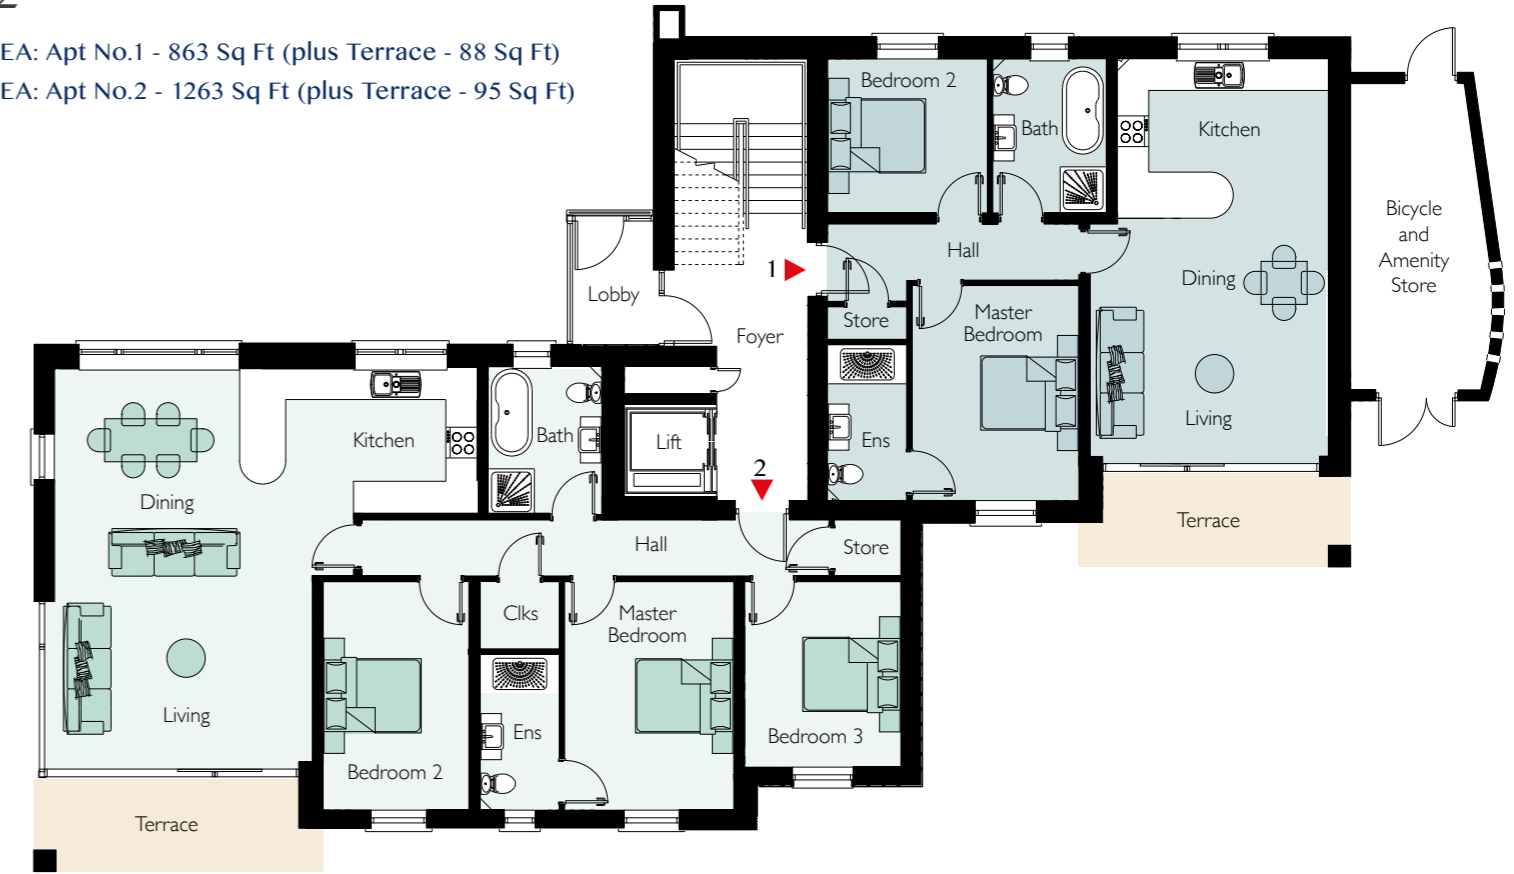 2
EA: Apt No.1 - 863 Sq Ft (plus Terrace - 88 Sq Ft)
EA: Apt No.2 - 1263 Sq Ft (plus Terrace - 95 Sq Ft)
Bedroom 2
Bath
Kitchen
Bicycle
and
Amenity
Store
Hall
1
Dining
Lobby
Store
Master
Bedroom
Foyer
Living
Ens
Kitchen
Bath
Lift
2
Dining
Terrace
Hall
Store
Clks
Master
Bedroom
Living
Ens
Bedroom 3
Bedroom 2
Terrace